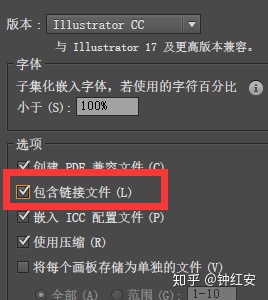 版本: Illustrator CC
与 Illustrator 17 及更高版本兼容。
字体
子集化嵌入字体, 若使用的字符百分比
小于 (S): 100%
选项
创建 PDF 兼容文件 (C)
包含链接文件 (L)
嵌入 ICC 配置文件 (P)
使用压缩 (R)
将每个画板存储为单独的文件 (V)
全部 (A) 范围 (G): 1-10
知乎 @钟红安